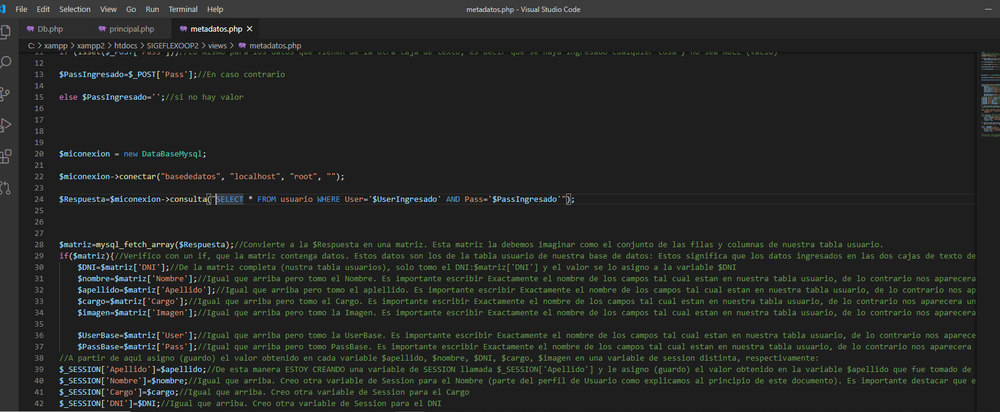 File Edit Selection View Go Run Terminal Help
metadatos.php - Visual Studio Code
Db.php principal.php metadatos.php
C: > xampp > xampp2 > htdocs > SIGEFLEXOOP2 > views > metadatos.php
11 if (isset($_POST['Pass']))//Lo mismo para los datos que vienen de la otra caja de texto, es decir que se haya ingresado cualquier cosa y no sea NULL (vacio)
12
13 $PassIngresado=$_POST['Pass'];//En caso contrario
14
15 else $PassIngresado='';//si no hay valor
16
17
18
19
20 $miconexion = new DataBaseMysql;
21
22 $miconexion->conectar("basededatos", "localhost", "root", "");
23
24 $Respuesta=$miconexion->consulta("SELECT * FROM usuario WHERE User='$UserIngresado' AND Pass='$PassIngresado'");
25
26
27
28 $matriz=mysql_fetch_array($Respuesta);//Convierte a la $Respuesta en una matriz. Esta matriz la debemos imaginar como el conjunto de las filas y columnas de nuestra tabla usuario.
29 if($matriz){//Verifico con un if, que la matriz contenga datos. Estos datos son los de la tabla usuario de nuestra base de datos: Estos significa que los datos ingresados en las dos cajas de texto de
30 $DNI=$matriz['DNI'];//De la matriz completa (nustra tabla usuarios), solo tomo el DNI:$matriz['DNI'] y el valor se lo asigno a la variable $DNI
31 $nombre=$matriz['Nombre'];//Igual que arriba pero tomo el Nombre. Es importante escribir Exactamente el nombre de los campos tal cual estan en nuestra tabla usuario, de lo contrario nos aparecera
32 $apellido=$matriz['Apellido'];//Igual que arriba pero tomo el aplellido. Es importante escribir Exactamente el nombre de los campos tal cual estan en nuestra tabla usuario, de lo contrario nos ap
33 $cargo=$matriz['Cargo'];//Igual que arriba pero tomo el Cargo. Es importante escribir Exactamente el nombre de los campos tal cual estan en nuestra tabla usuario, de lo contrario nos aparecera un
34 $imagen=$matriz['Imagen'];//Igual que arriba pero tomo la Imagen. Es importante escribir Exactamente el nombre de los campos tal cual estan en nuestra tabla usuario, de lo contrario nos aparecera
35
36 $UserBase=$matriz['User'];//Igual que arriba pero tomo la UserBase. Es importante escribir Exactamente el nombre de los campos tal cual estan en nuestra tabla usuario, de lo contrario nos aparece
37 $PassBase=$matriz['Pass'];//Igual que arriba pero tomo PassBase. Es importante escribir Exactamente el nombre de los campos tal cual estan en nuestra tabla usuario, de lo contrario nos aparecera
38 //A partir de aqui asigno (guardo) el valor obtenido en cada variable $apellido, $nombre, $DNI, $cargo, $imagen en una variable de session distinta, respectivamente:
39 $_SESSION['Apellido']=$apellido;//De esta manera ESTOY CREANDO una variable de SESSION llamada $_SESSION['Apellido'] y le asigno (guardo) el valor obtenido en la variable $apellido que fue tomado de
40 $_SESSION['Nombre']=$nombre;//Igual que arriba. Creo otra variable de Session para el Nombre (parte del perfil de Usuario como explicamos al principio de este documento). Es importante destacar que e
41 $_SESSION['Cargo']=$cargo;//Igual que arriba. Creo otra variable de Session para el Cargo
42 $_SESSION['DNI']=$DNI;//Igual que arriba. Creo otra variable de Session para el DNI